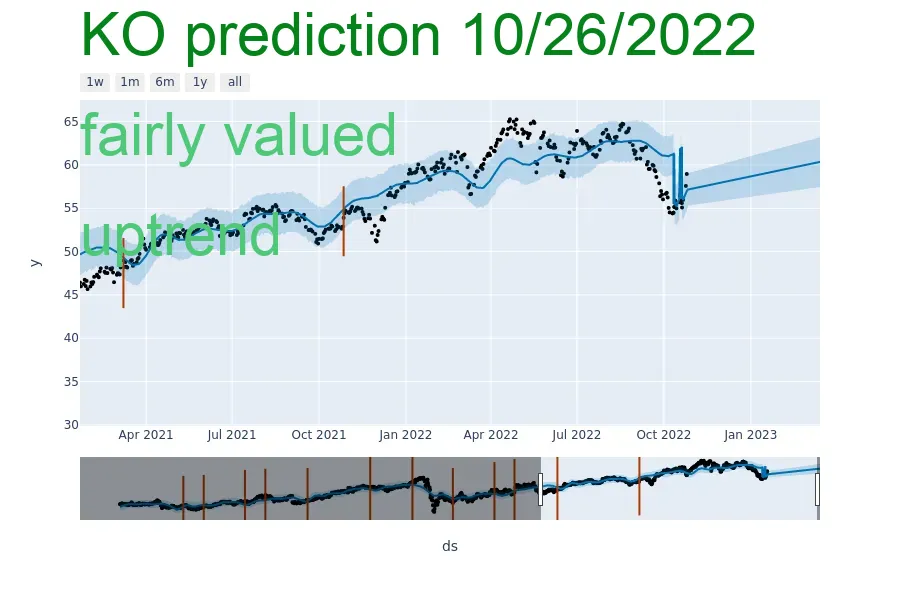 KO prediction 10/26/2022
1w 1m 6m 1y all
65
fairly valued
60
55
uptrend
50
y
45
40
35
30
Apr 2021 Jul 2021 Oct 2021 Jan 2022 Apr 2022 Jul 2022 Oct 2022 Jan 2023
ds